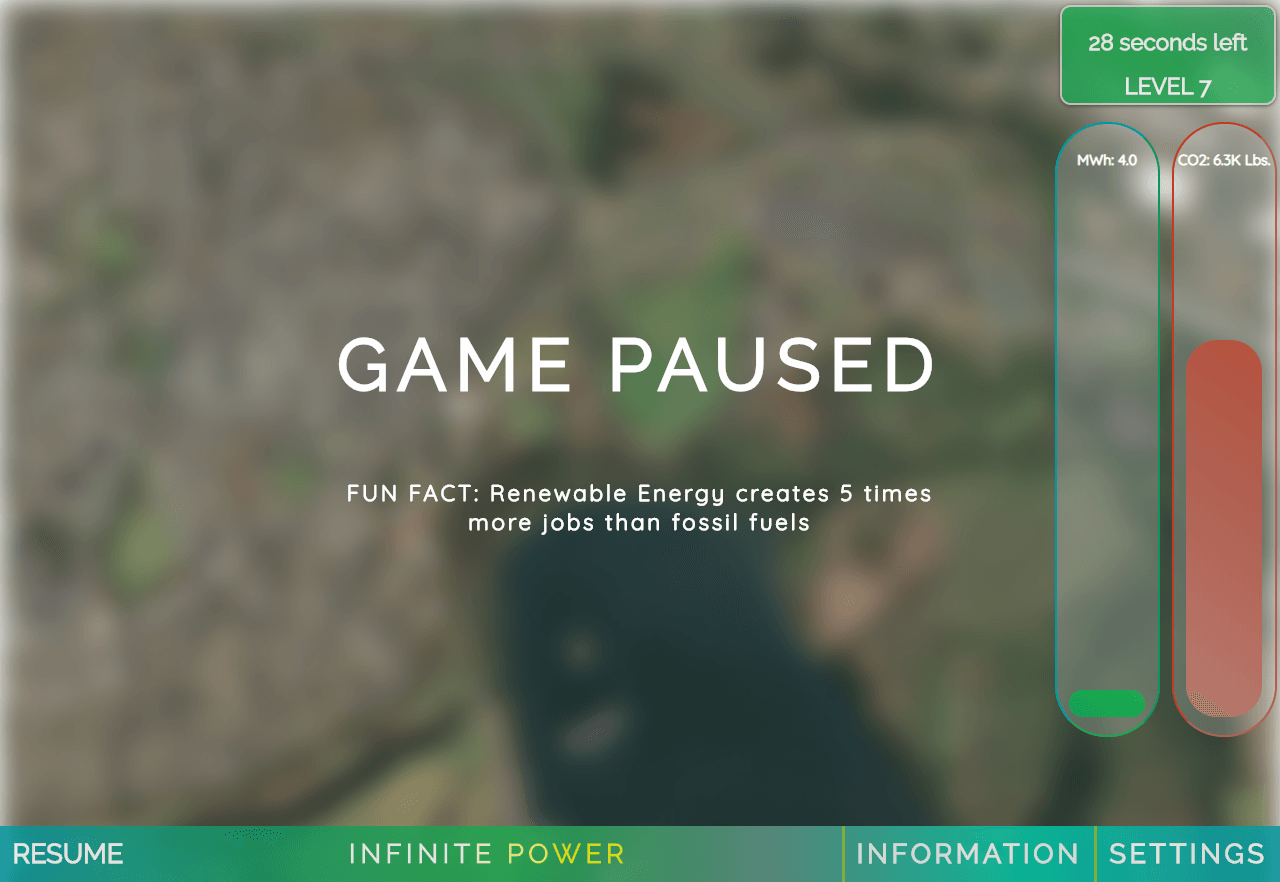 28 seconds left
LEVEL 7
MWh: 4.0
CO2: 6.3K Lbs.
GAME PAUSED
FUN FACT: Renewable Energy creates 5 times
more jobs than fossil fuels
RESUME
INFINITE POWER
INFORMATION
SETTINGS